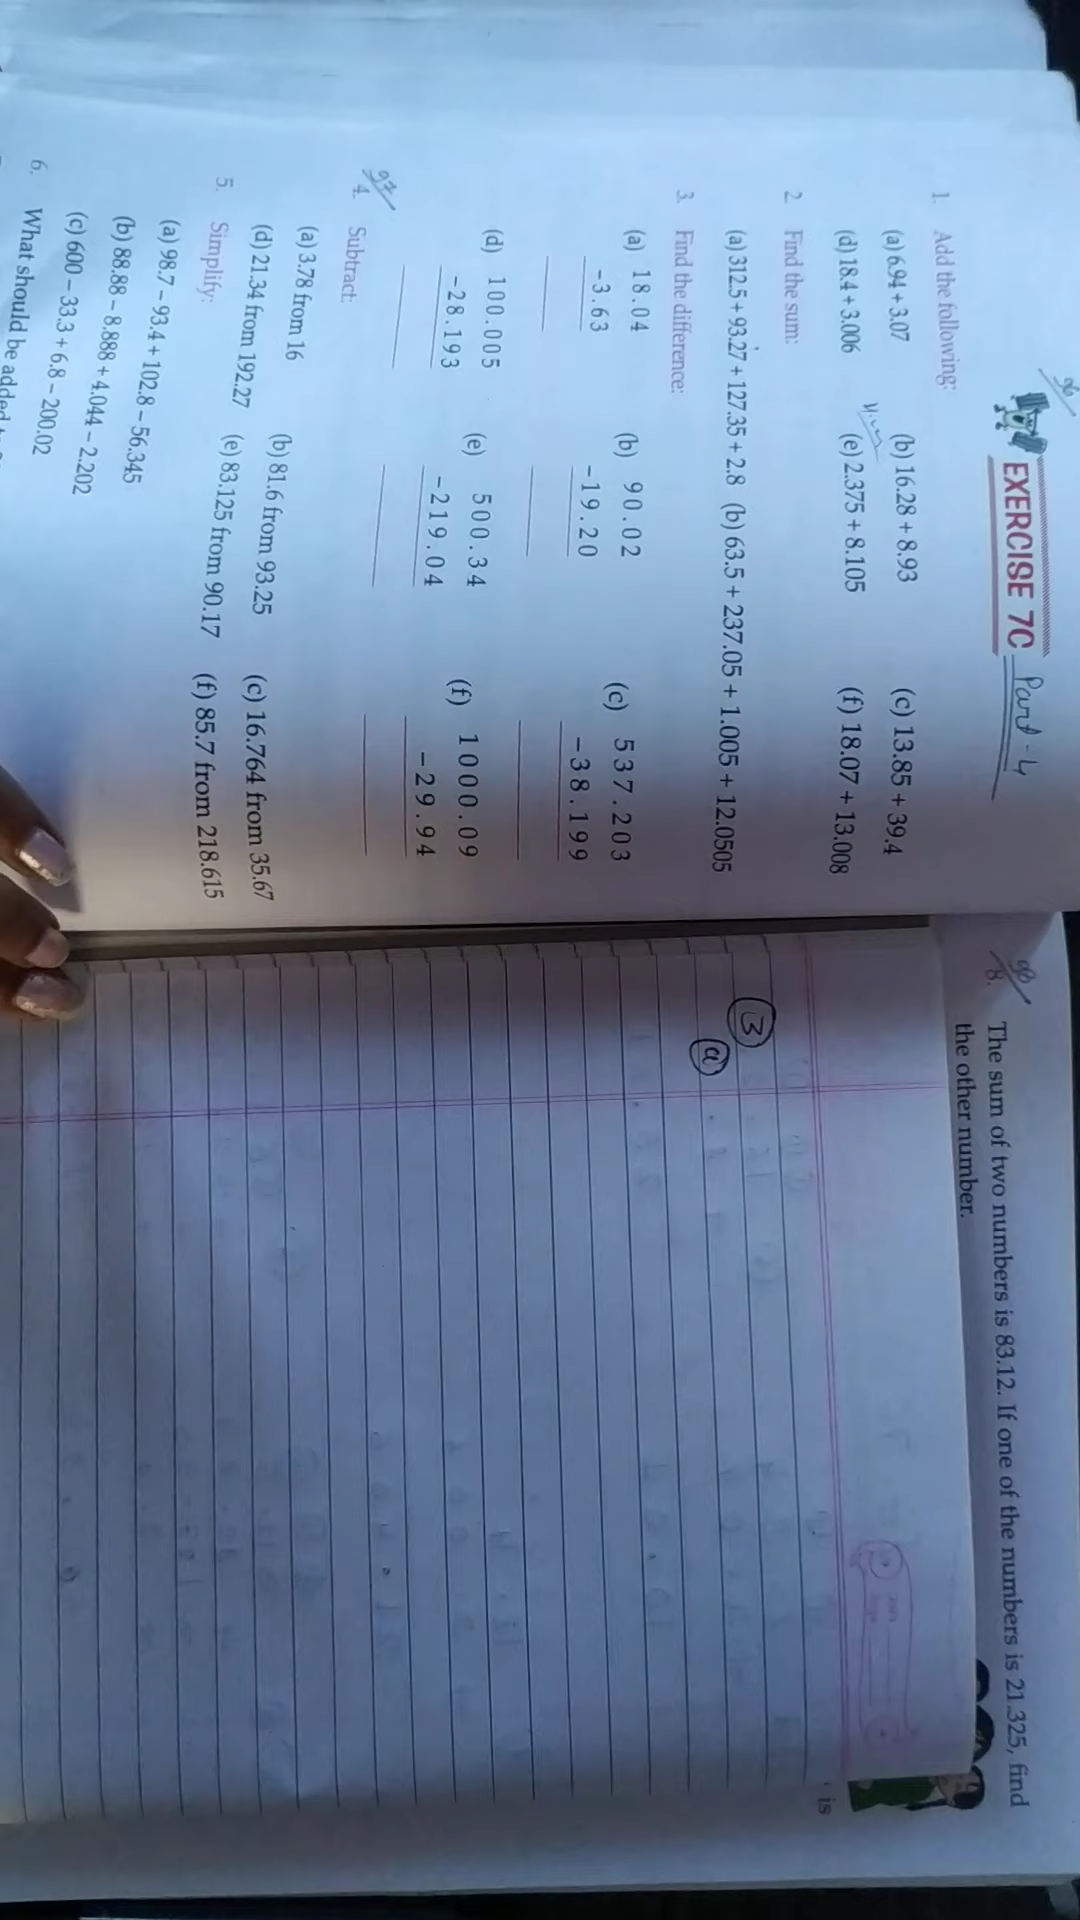 EXERCISE 7C Part - 4
1. Add the following:
(a) 6.94 + 3.07 (b) 16.28 + 8.93 (c) 13.85 + 39.4
(d) 18.4 + 3.006 (e) 2.375 + 8.105 (f) 18.07 + 13.008
2 Find the sum:
(a) 312.5 + 93.27 + 127.35 + 2.8 (b) 63.5 + 237.05 + 1.005 + 12.0505
3. Find the difference:
(a) 18.04 (b) 90.02 (c) 537.203
-3.63 -19.20 -38.199
(d) 100.005 (e) 500.34 (f) 1000.09
-28.193 -219.04 -29.94
97
4. Subtract:
(a) 3.78 from 16 (b) 81.6 from 93.25 (c) 16.764 from 35.67
(d) 21.34 from 192.27 (e) 83.125 from 90.17 (f) 85.7 from 218.615
5. Simplify:
(a) 98.7 – 93.4 + 102.8 – 56.345
(b) 88.88 – 8.888 + 4.044 – 2.202
(c) 600 – 33.3 + 6.8 – 200.02
6. What should be added
8. The sum of two numbers is 83.12. If one of the numbers is 21.325, find
the other number.
is
3
a